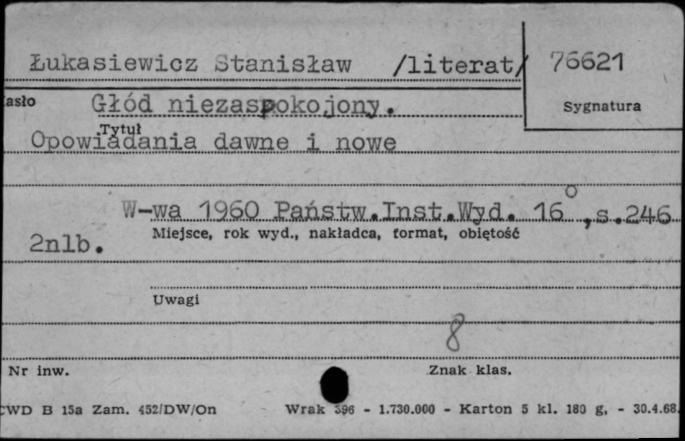 Łukasiewicz Stanisław /literat/ 76621
asło Głód niezaspokojony. Sygnatura
Tytuł
Opowiadania dawne i nowe
W-wa 1960 Państw.Inst.Wyd. 16°,s.246
Miejsce, rok wyd., nakładca, format, objętość
2nlb.
Uwagi
8
Nr inw. Znak klas.
CWD B 15a Zam. 452/DW/On Wrak 396 - 1.730.000 - Karton 5 kl. 180 g, - 30.4.68.